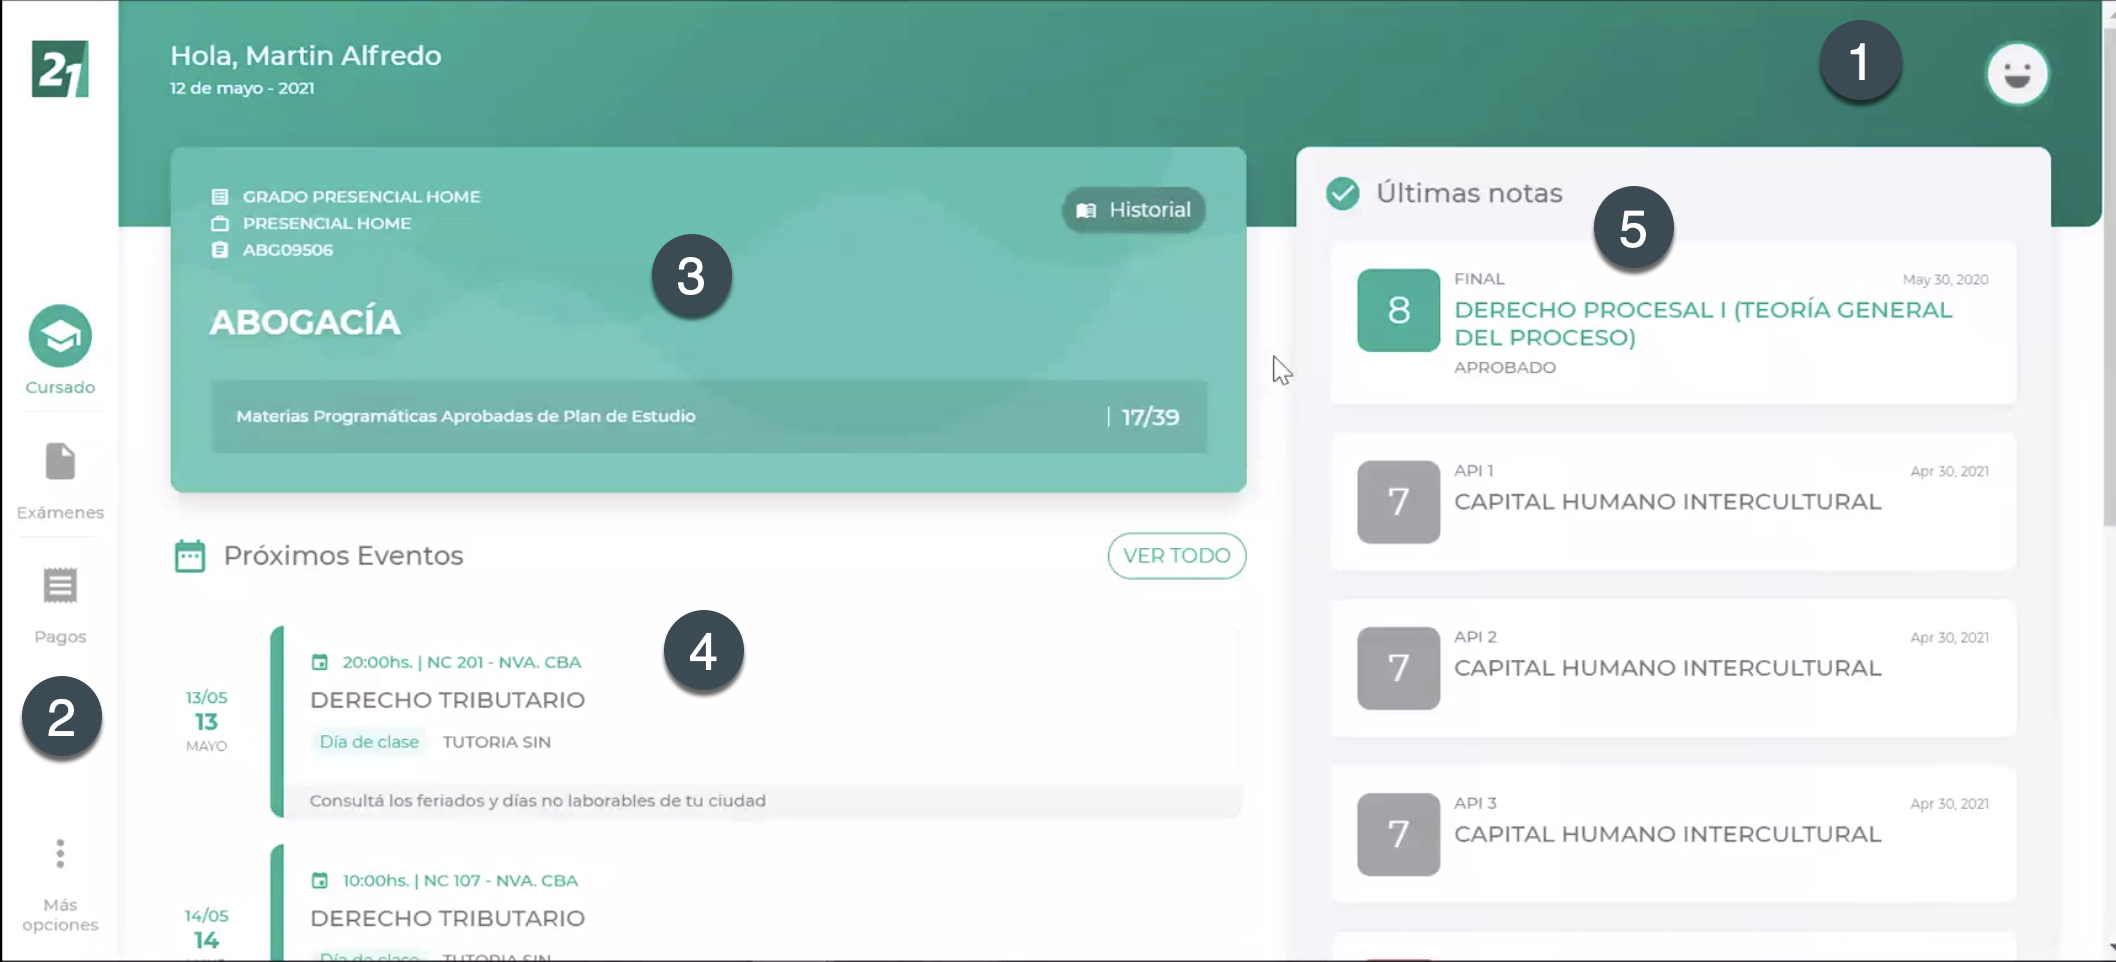 21
Hola, Martin Alfredo
12 de mayo - 2021
1
GRADO PRESENCIAL HOME
PRESENCIAL HOME
ABG09506
Historial
3
ABOGACÍA
Materias Programáticas Aprobadas de Plan de Estudio | 17/39
Cursado
Exámenes
Pagos
2
Más
opciones
Próximos Eventos
VER TODO
4
13/05
13
MAYO
20:00hs. | NC 201 - NVA. CBA
DERECHO TRIBUTARIO
Día de clase TUTORIA SIN
Consultá los feriados y días no laborables de tu ciudad
14/05
14
10:00hs. | NC 107 - NVA. CBA
DERECHO TRIBUTARIO
Día de clase TUTORIA SIN
Últimas notas
5
8
FINAL
May 30, 2020
DERECHO PROCESAL I (TEORÍA GENERAL
DEL PROCESO)
APROBADO
7
API 1
Apr 30, 2021
CAPITAL HUMANO INTERCULTURAL
7
API 2
Apr 30, 2021
CAPITAL HUMANO INTERCULTURAL
7
API 3
Apr 30, 2021
CAPITAL HUMANO INTERCULTURAL